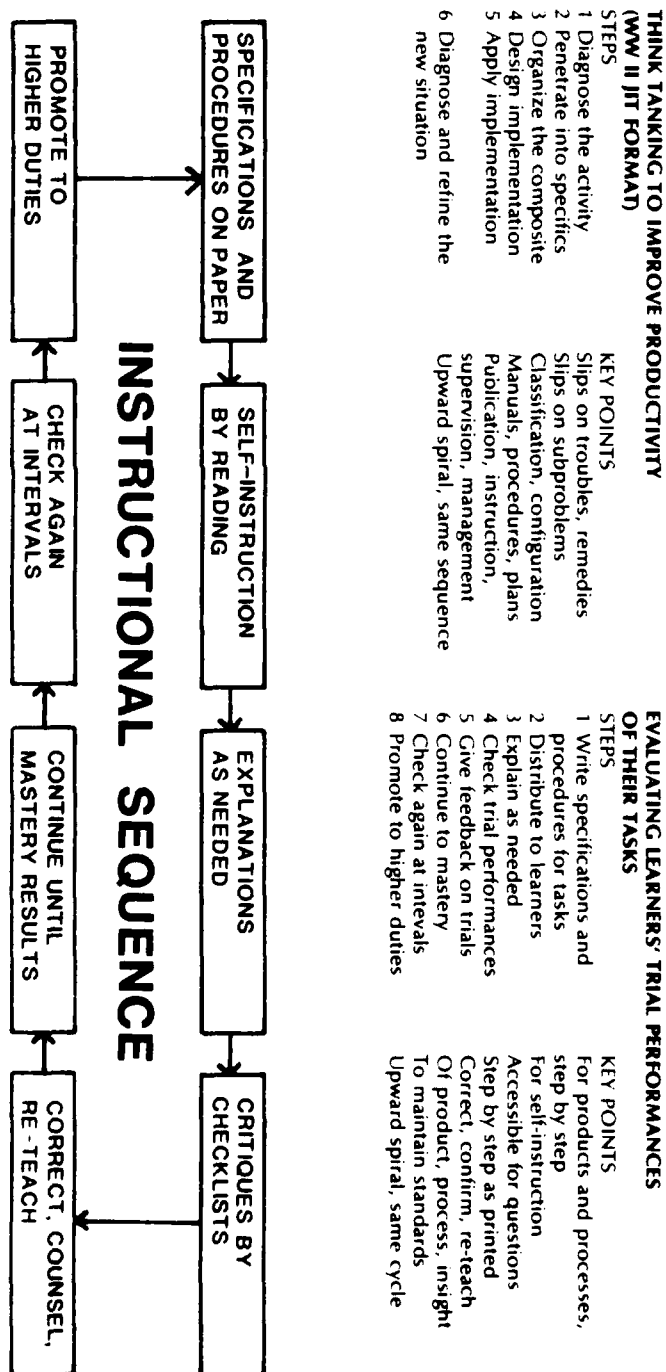 THINK TANKING TO IMPROVE PRODUCTIVITY
(WW II JIT FORMAT)
STEPS
1 Diagnose the activity
2 Penetrate into specifics
3 Organize the composite
4 Design implementation
5 Apply implementation
6 Diagnose and refine the
new situation
KEY POINTS
Slips on troubles, remedies
Slips on subproblems
Classification, configuration
Manuals, procedures, plans
Publication, instruction,
supervision, management
Upward spiral, same sequence
EVALUATING LEARNERS' TRIAL PERFORMANCES
OF THEIR TASKS
STEPS
1 Write specifications and
procedures for tasks
2 Distribute to learners
3 Explain as needed
4 Check trial performances
5 Give feedback on trials
6 Continue to mastery
7 Check again at intevals
8 Promote to higher duties
KEY POINTS
For products and processes,
step by step
For self-instruction
Accessible for questions
Step by step as printed
Correct, confirm, re-teach
Of product, process, insight
To maintain standards
Upward spiral, same cycle
SPECIFICATIONS AND
PROCEDURES ON PAPER
SELF-INSTRUCTION
BY READING
EXPLANATIONS
AS NEEDED
CRITIQUES BY
CHECKLISTS
INSTRUCTIONAL SEQUENCE
PROMOTE TO
HIGHER DUTIES
CHECK AGAIN
AT INTERVALS
CONTINUE UNTIL
MASTERY RESULTS
CORRECT, COUNSEL,
RE-TEACH